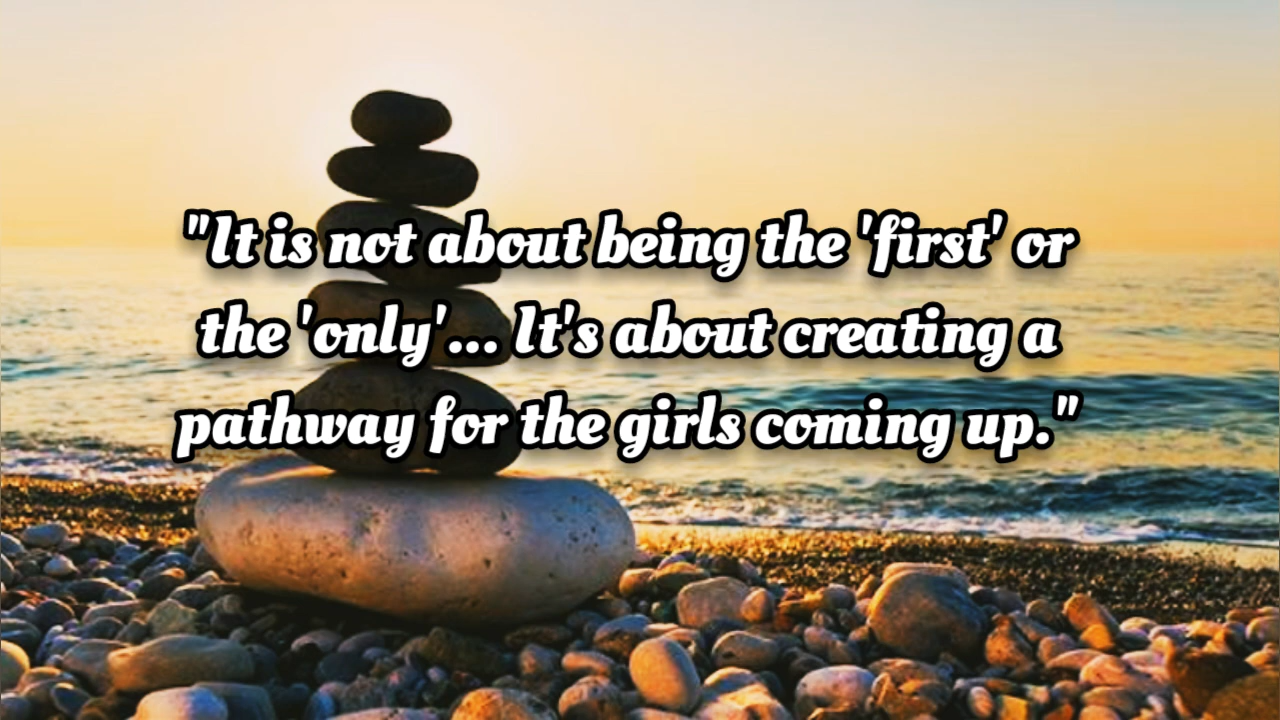 "It is not about being the 'first' or
the 'only'... It's about creating a
pathway for the girls coming up."